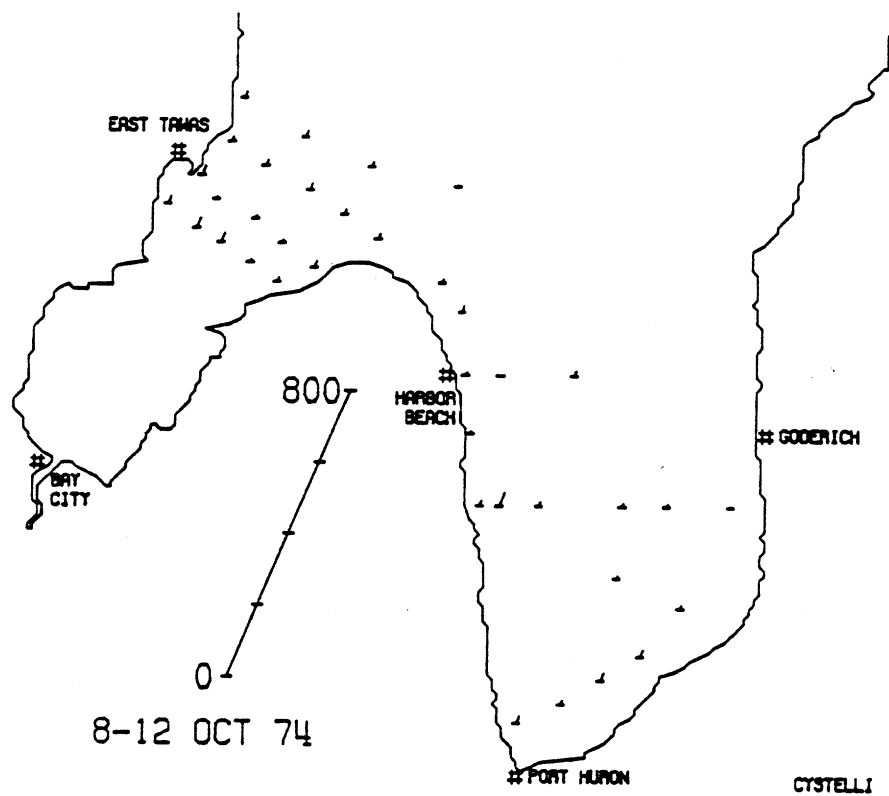 EAST TAWAS
#
800
#
HARBOR
BEACH
# GODERICH
#
BAY
CITY
0
8-12 OCT 74
# PORT HURON
CYSTELLI